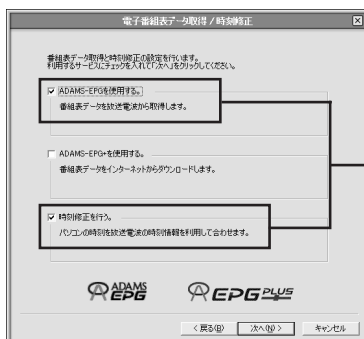 電子番組表データ取得/時刻修正
番組表データ取得と時刻修正の設定を行います。
利用するサービスにチェックを入れて「次へ」をクリックしてください。
ADAMS-EPGを使用する。
番組表データを放送電波から取得します。
ADAMS-EPG+を使用する。
番組表データをインターネットからダウンロードします。
時刻修正を行う。
パソコンの時刻を放送電波の時刻情報を利用して合わせます。
ADAMS
EPG
EPG PLUS
< 戻る(B)
次へ(N) >
キャンセル